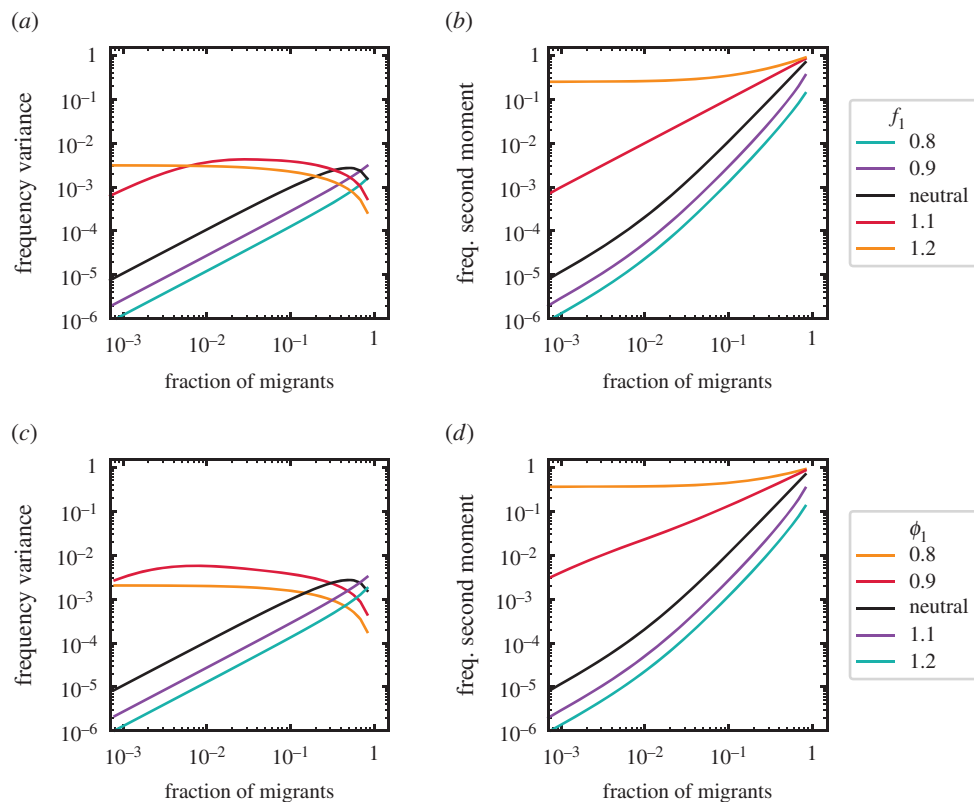 (a)
(b)
1
10⁻¹
10⁻²
10⁻³
10⁻⁴
10⁻⁵
10⁻⁶
frequency variance
10⁻³ 10⁻² 10⁻¹ 1
fraction of migrants
1
10⁻¹
10⁻²
10⁻³
10⁻⁴
10⁻⁵
10⁻⁶
freq. second moment
10⁻³ 10⁻² 10⁻¹ 1
fraction of migrants
f₁
0.8
0.9
neutral
1.1
1.2
(c)
(d)
1
10⁻¹
10⁻²
10⁻³
10⁻⁴
10⁻⁵
10⁻⁶
frequency variance
10⁻³ 10⁻² 10⁻¹ 1
fraction of migrants
1
10⁻¹
10⁻²
10⁻³
10⁻⁴
10⁻⁵
10⁻⁶
freq. second moment
10⁻³ 10⁻² 10⁻¹ 1
fraction of migrants
ϕ₁
0.8
0.9
neutral
1.1
1.2